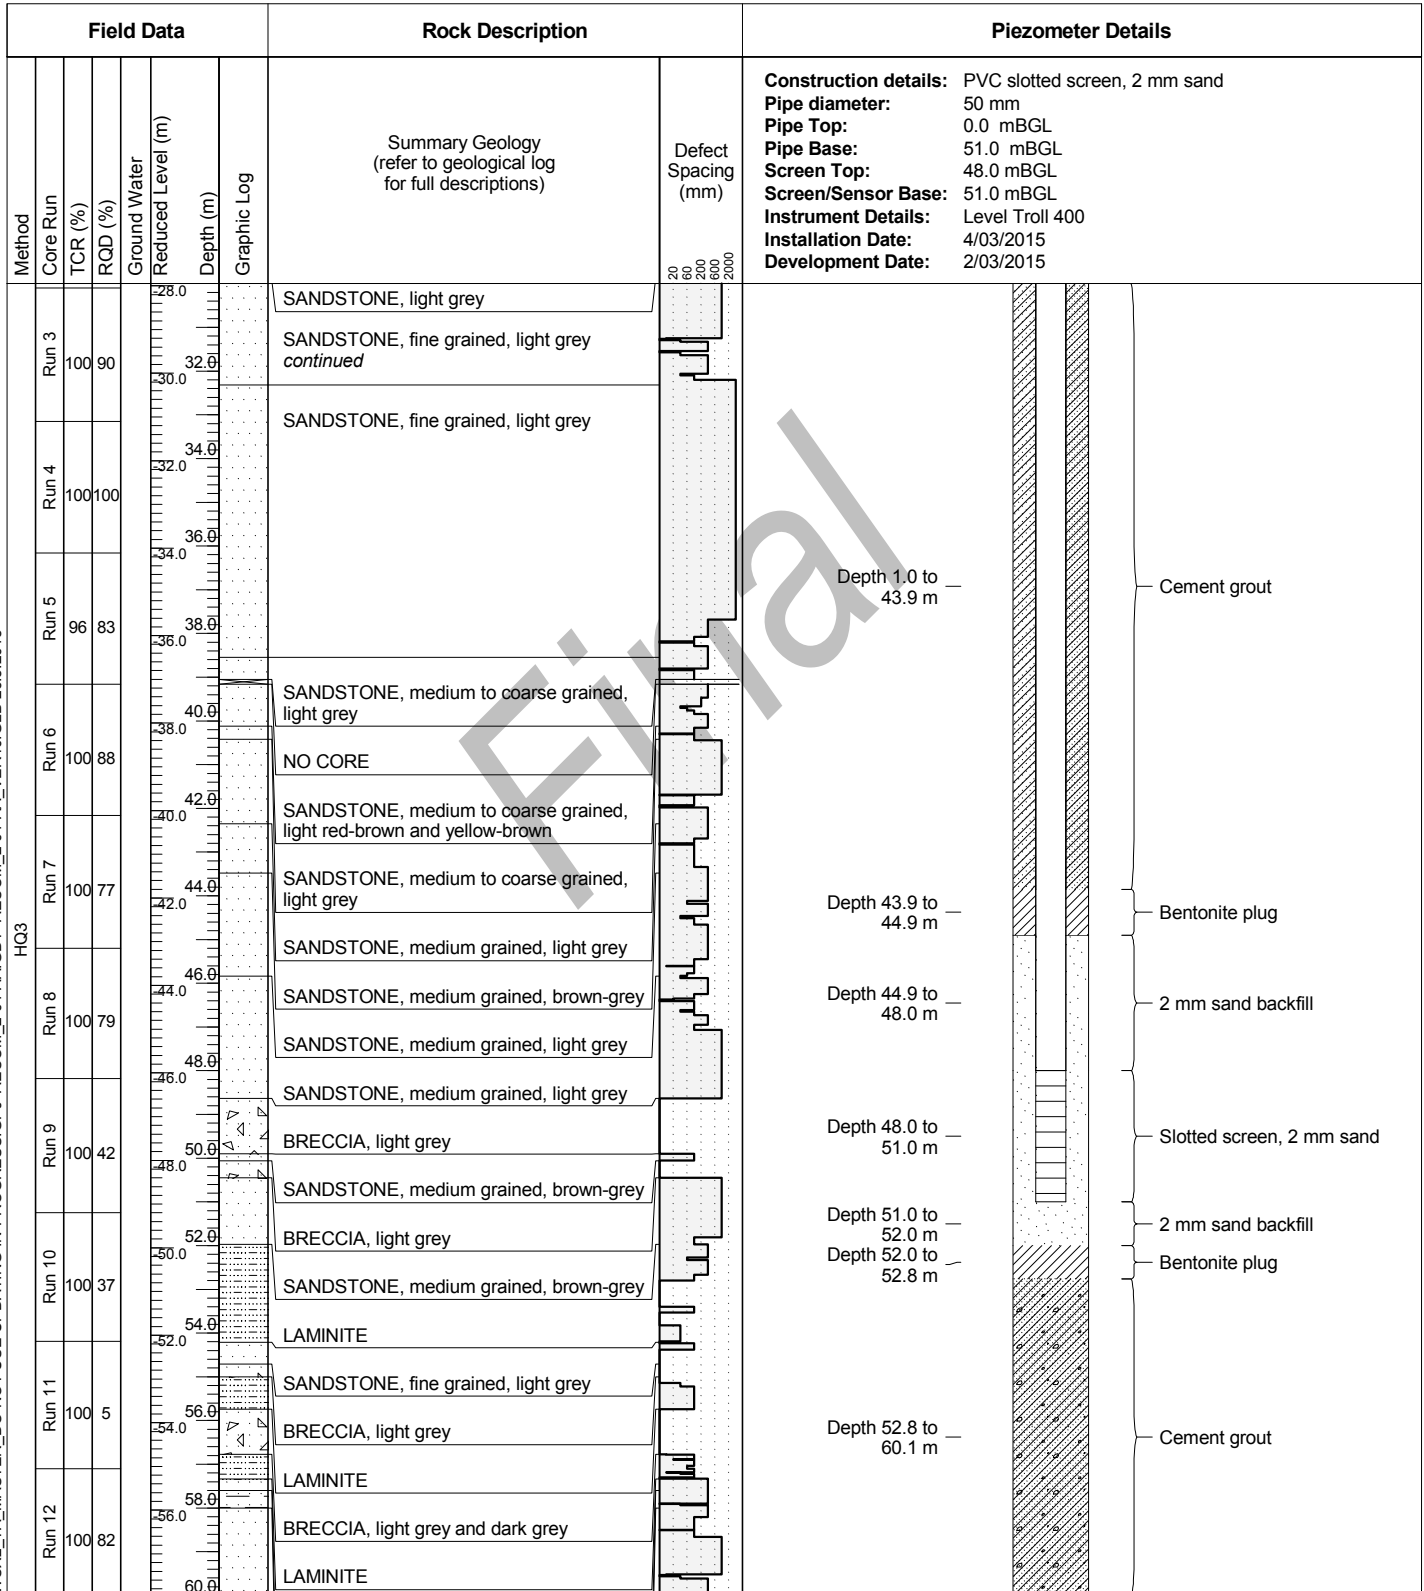 Field Data
Rock Description
Piezometer Details
Method
Core Run
TCR (%)
RQD (%)
Ground Water
Reduced Level (m)
Depth (m)
Graphic Log
Summary Geology
(refer to geological log
for full descriptions)
Defect
Spacing
(mm)
20
60
200
600
2000
Construction details: PVC slotted screen, 2 mm sand
Pipe diameter: 50 mm
Pipe Top: 0.0 mBGL
Pipe Base: 51.0 mBGL
Screen Top: 48.0 mBGL
Screen/Sensor Base: 51.0 mBGL
Instrument Details: Level Troll 400
Installation Date: 4/03/2015
Development Date: 2/03/2015
HQ3
Run 3 100 90
Run 4 100 100
Run 5 96 83
Run 6 100 88
Run 7 100 77
Run 8 100 79
Run 9 100 42
Run 10 100 37
Run 11 100 5
Run 12 100 82
-28.0
32.0
-30.0
34.0
-32.0
36.0
-34.0
38.0
-36.0
40.0
-38.0
42.0
-40.0
44.0
-42.0
46.0
-44.0
48.0
-46.0
50.0
-48.0
52.0
-50.0
54.0
-52.0
56.0
-54.0
58.0
-56.0
60.0
SANDSTONE, light grey
SANDSTONE, fine grained, light grey
continued
SANDSTONE, fine grained, light grey
SANDSTONE, medium to coarse grained,
light grey
NO CORE
SANDSTONE, medium to coarse grained,
light red-brown and yellow-brown
SANDSTONE, medium to coarse grained,
light grey
SANDSTONE, medium grained, light grey
SANDSTONE, medium grained, brown-grey
SANDSTONE, medium grained, light grey
SANDSTONE, medium grained, light grey
BRECCIA, light grey
SANDSTONE, medium grained, brown-grey
BRECCIA, light grey
SANDSTONE, medium grained, brown-grey
LAMINITE
SANDSTONE, fine grained, light grey
BRECCIA, light grey
LAMINITE
BRECCIA, light grey and dark grey
LAMINITE
Final
Depth 1.0 to
43.9 m
Cement grout
Depth 43.9 to
44.9 m
Bentonite plug
Depth 44.9 to
48.0 m
2 mm sand backfill
Depth 48.0 to
51.0 m
Slotted screen, 2 mm sand
Depth 51.0 to
52.0 m
2 mm sand backfill
Depth 52.0 to
52.8 m
Bentonite plug
Depth 52.8 to
60.1 m
Cement grout